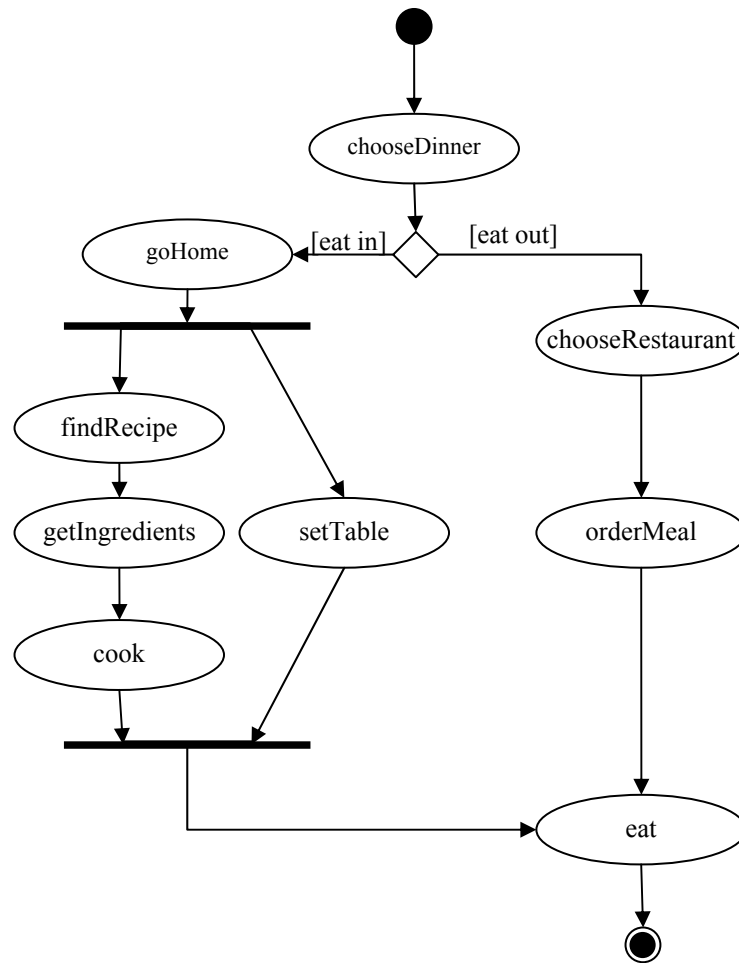 chooseDinner
[eat in]
[eat out]
goHome
chooseRestaurant
findRecipe
getIngredients
setTable
orderMeal
cook
eat